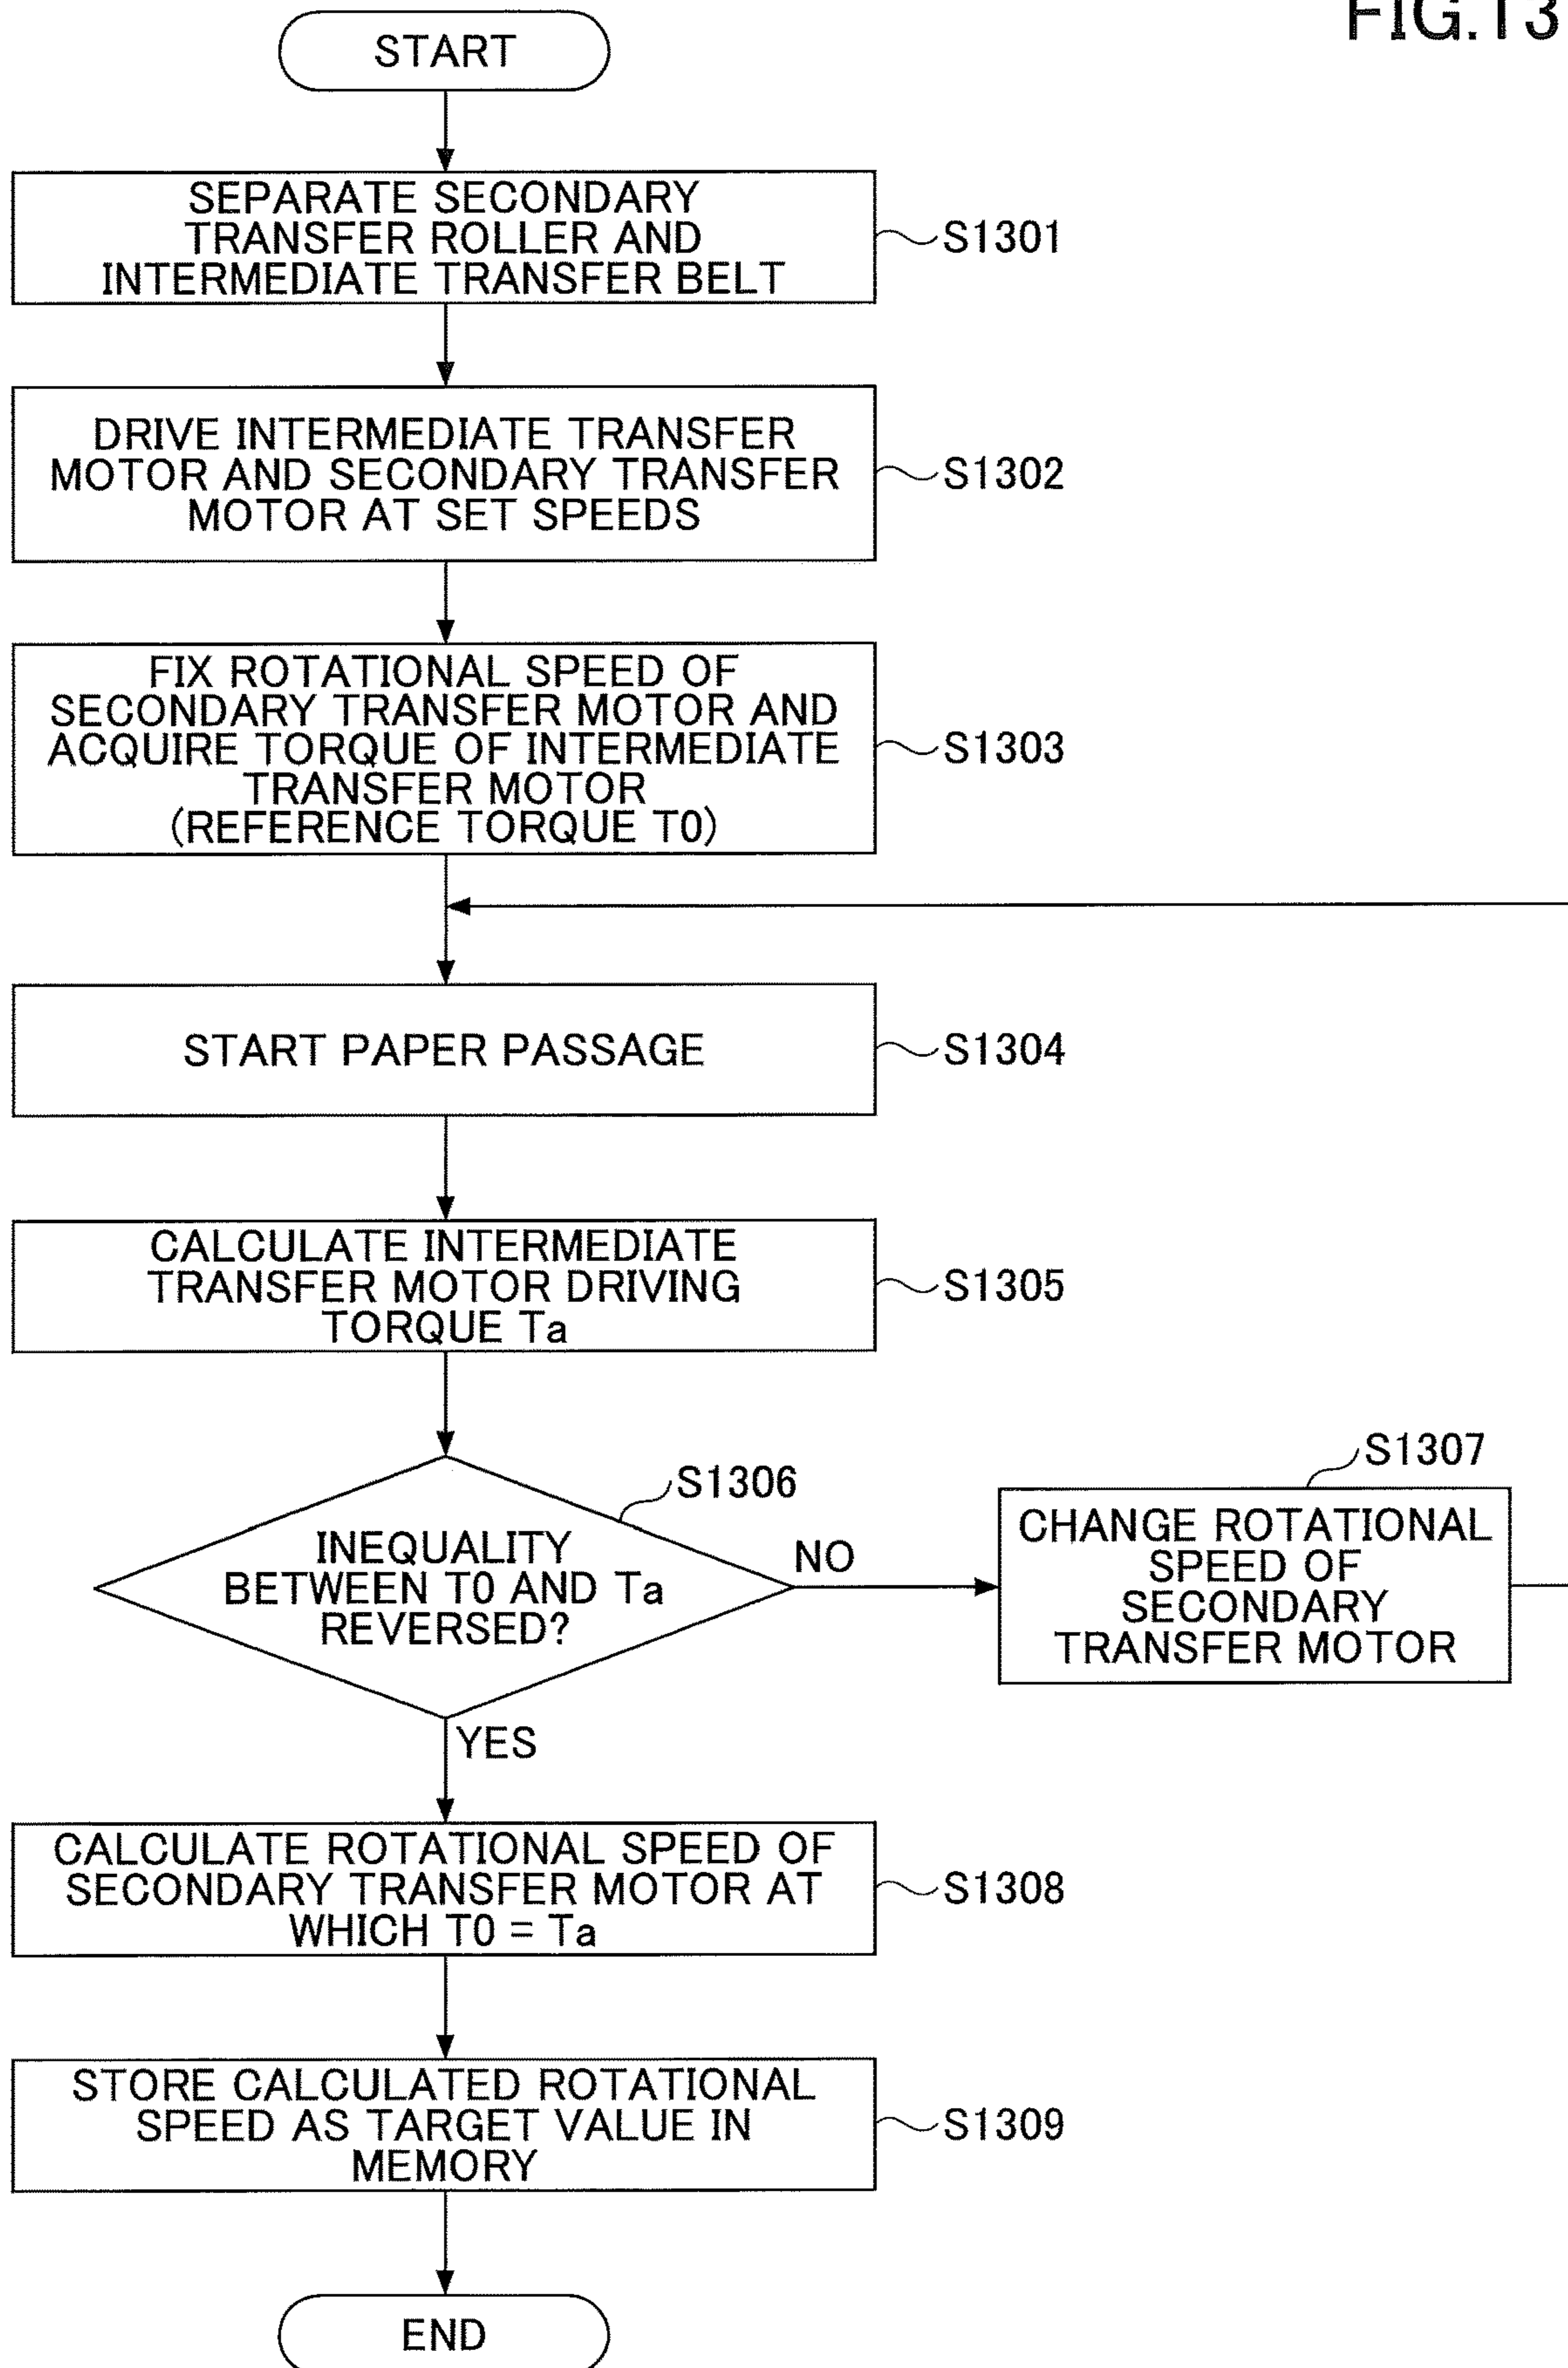 FIG.13
START
SEPARATE SECONDARY
TRANSFER ROLLER AND
INTERMEDIATE TRANSFER BELT
S1301
DRIVE INTERMEDIATE TRANSFER
MOTOR AND SECONDARY TRANSFER
MOTOR AT SET SPEEDS
S1302
FIX ROTATIONAL SPEED OF
SECONDARY TRANSFER MOTOR AND
ACQUIRE TORQUE OF INTERMEDIATE
TRANSFER MOTOR
(REFERENCE TORQUE T0)
S1303
START PAPER PASSAGE
S1304
CALCULATE INTERMEDIATE
TRANSFER MOTOR DRIVING
TORQUE Ta
S1305
S1306
INEQUALITY
BETWEEN T0 AND Ta
REVERSED?
NO
S1307
CHANGE ROTATIONAL
SPEED OF
SECONDARY
TRANSFER MOTOR
YES
CALCULATE ROTATIONAL SPEED OF
SECONDARY TRANSFER MOTOR AT
WHICH T0 = Ta
S1308
STORE CALCULATED ROTATIONAL
SPEED AS TARGET VALUE IN
MEMORY
S1309
END